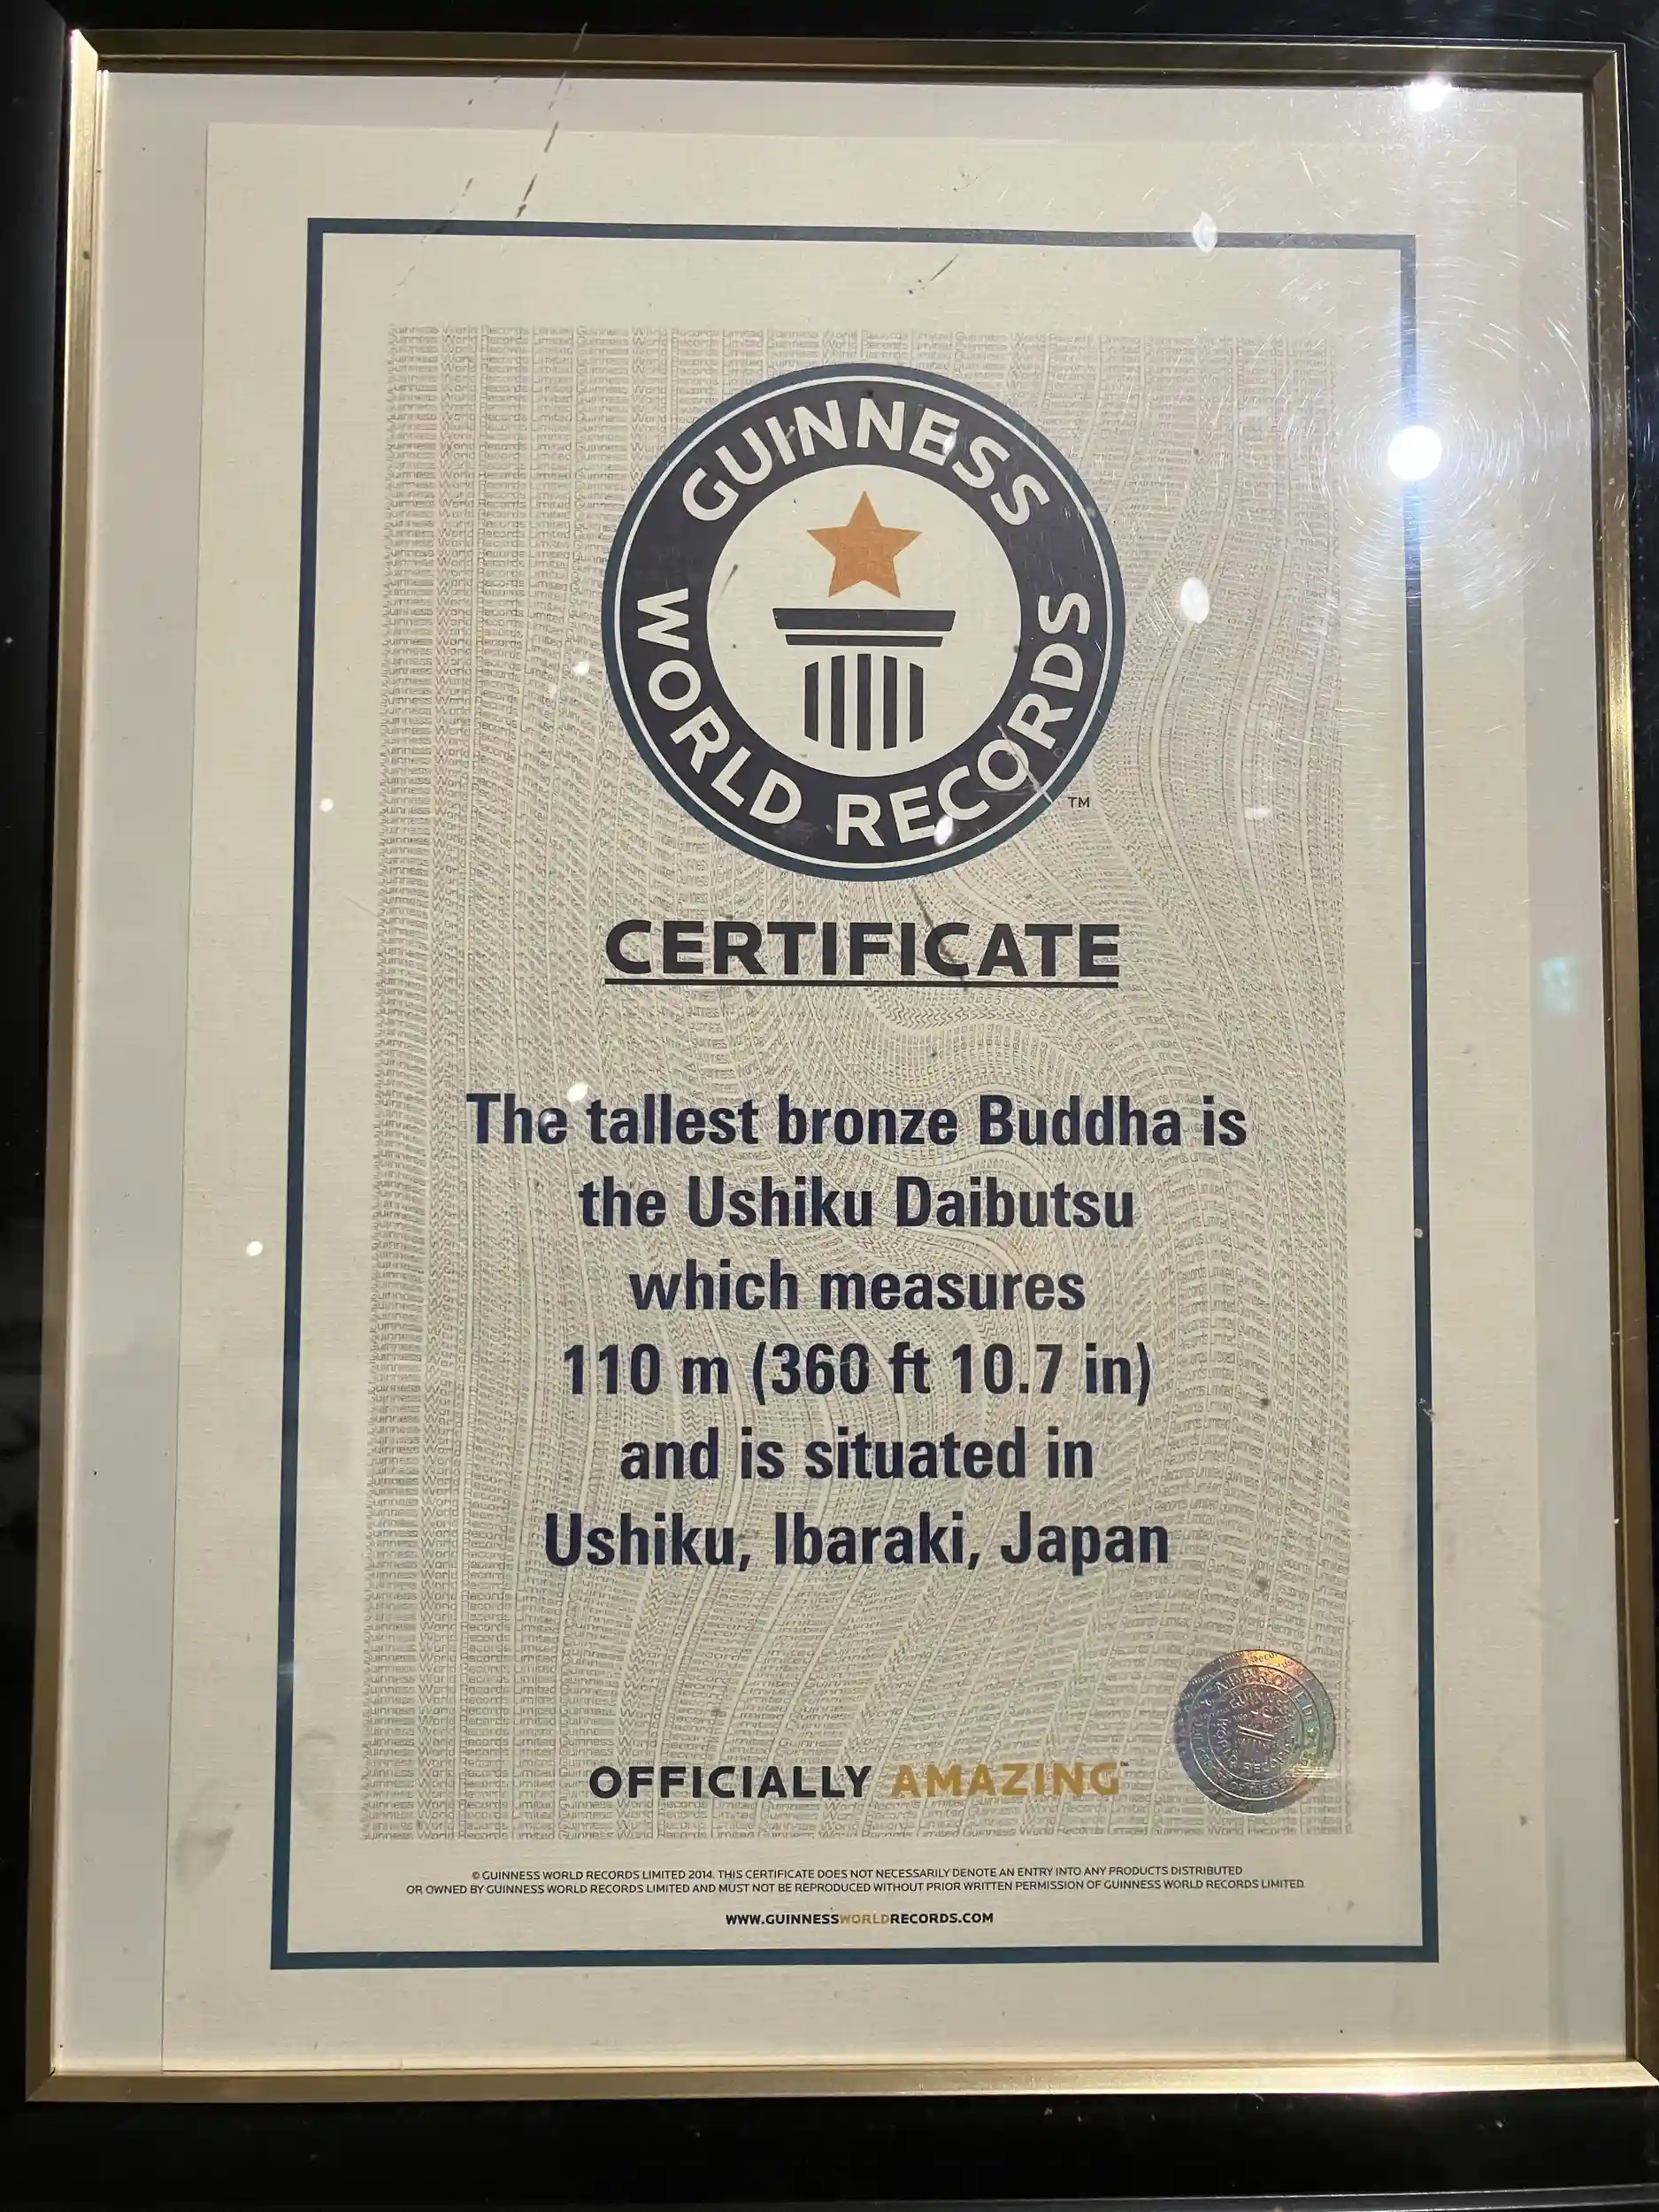 GUINNESS
WORLD RECORDS
TM
CERTIFICATE
The tallest bronze Buddha is
the Ushiku Daibutsu
which measures
110 m (360 ft 10.7 in)
and is situated in
Ushiku, Ibaraki, Japan
OFFICIALLY AMAZING™
© GUINNESS WORLD RECORDS LIMITED 2014. THIS CERTIFICATE DOES NOT NECESSARILY DENOTE AN ENTRY INTO ANY PRODUCTS DISTRIBUTED
OR OWNED BY GUINNESS WORLD RECORDS LIMITED AND MUST NOT BE REPRODUCED WITHOUT PRIOR WRITTEN PERMISSION OF GUINNESS WORLD RECORDS LIMITED.
WWW.GUINNESSWORLDRECORDS.COM